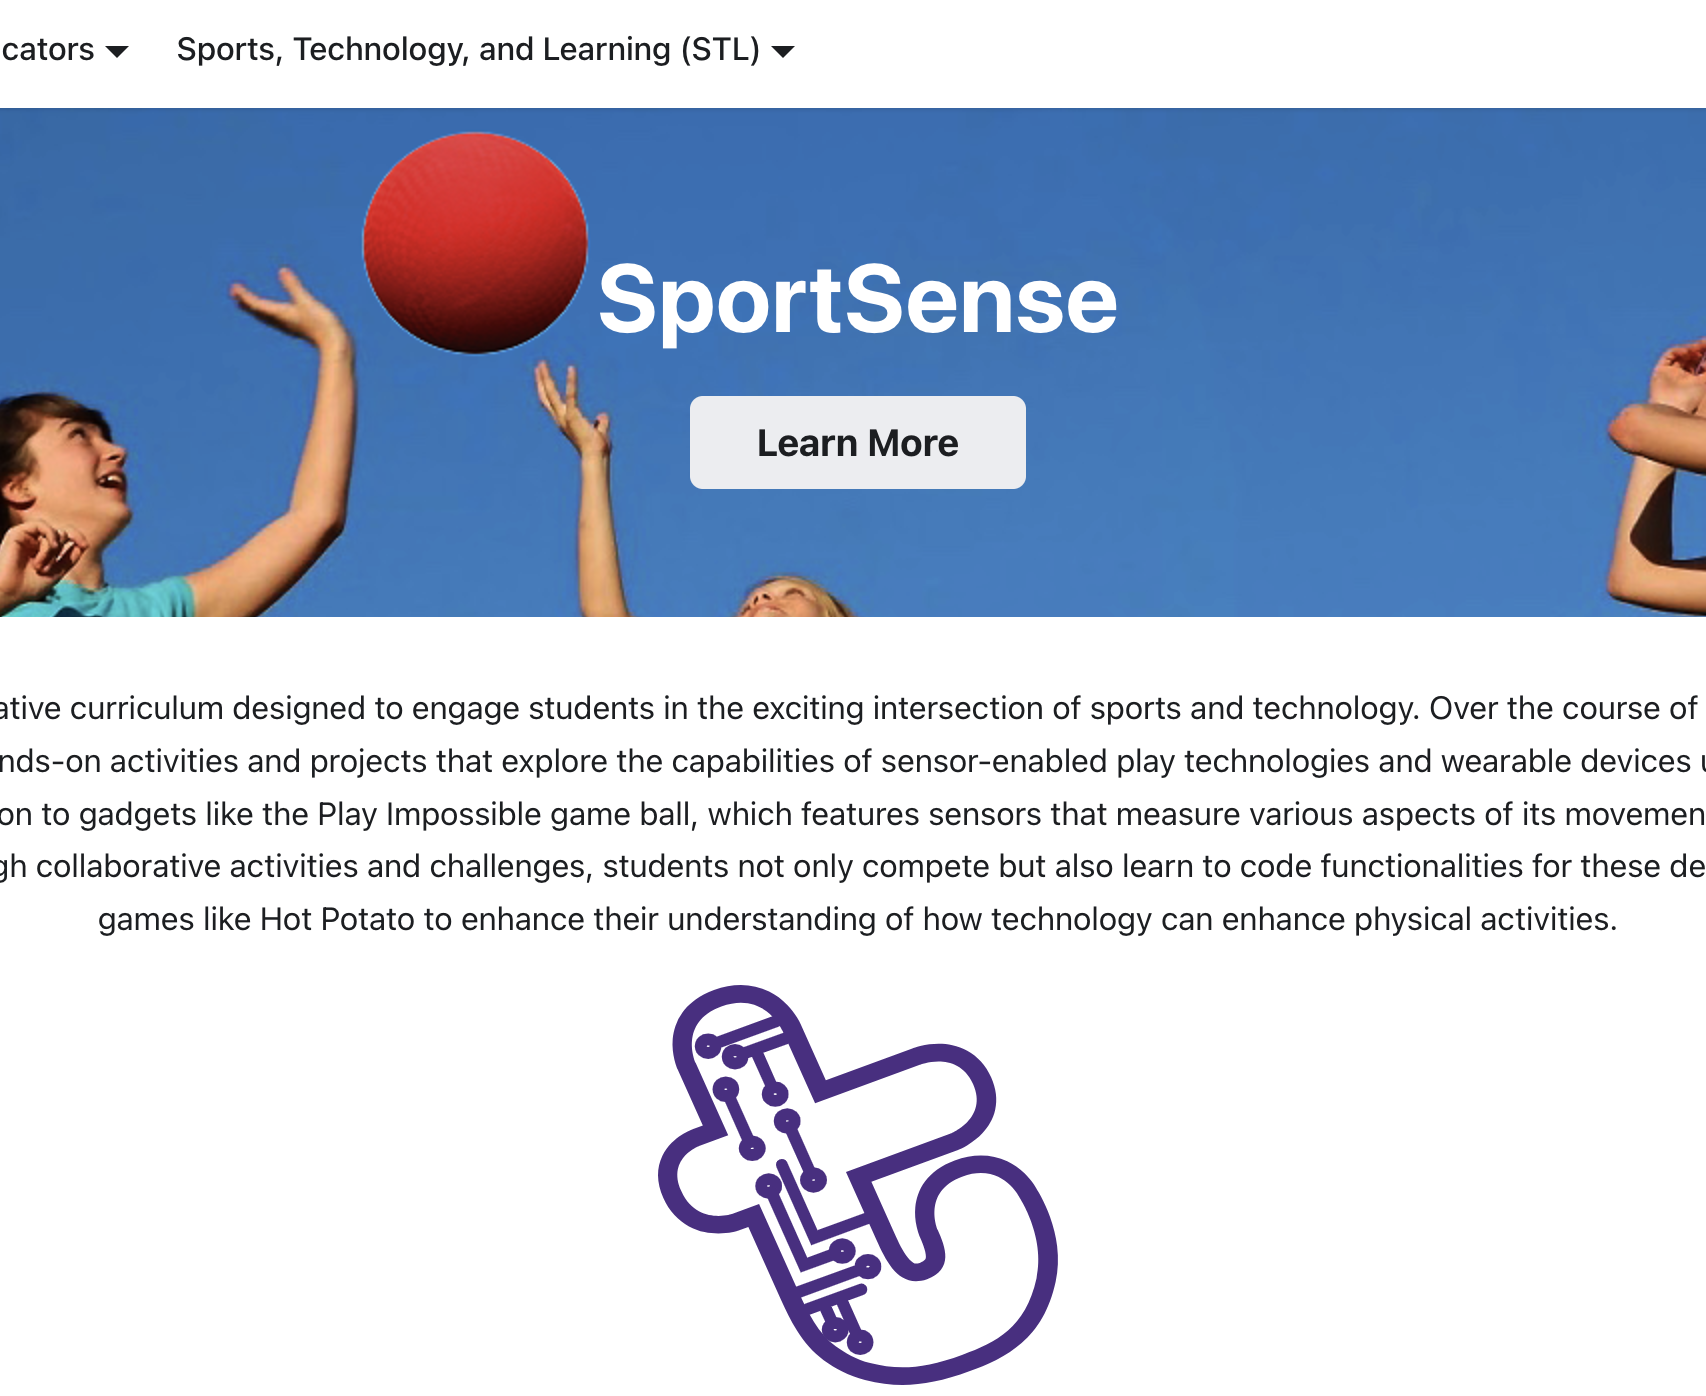 cators Sports, Technology, and Learning (STL)
SportSense
Learn More
ative curriculum designed to engage students in the exciting intersection of sports and technology. Over the course of
nds-on activities and projects that explore the capabilities of sensor-enabled play technologies and wearable devices
on to gadgets like the Play Impossible game ball, which features sensors that measure various aspects of its movemen
gh collaborative activities and challenges, students not only compete but also learn to code functionalities for these de
games like Hot Potato to enhance their understanding of how technology can enhance physical activities.